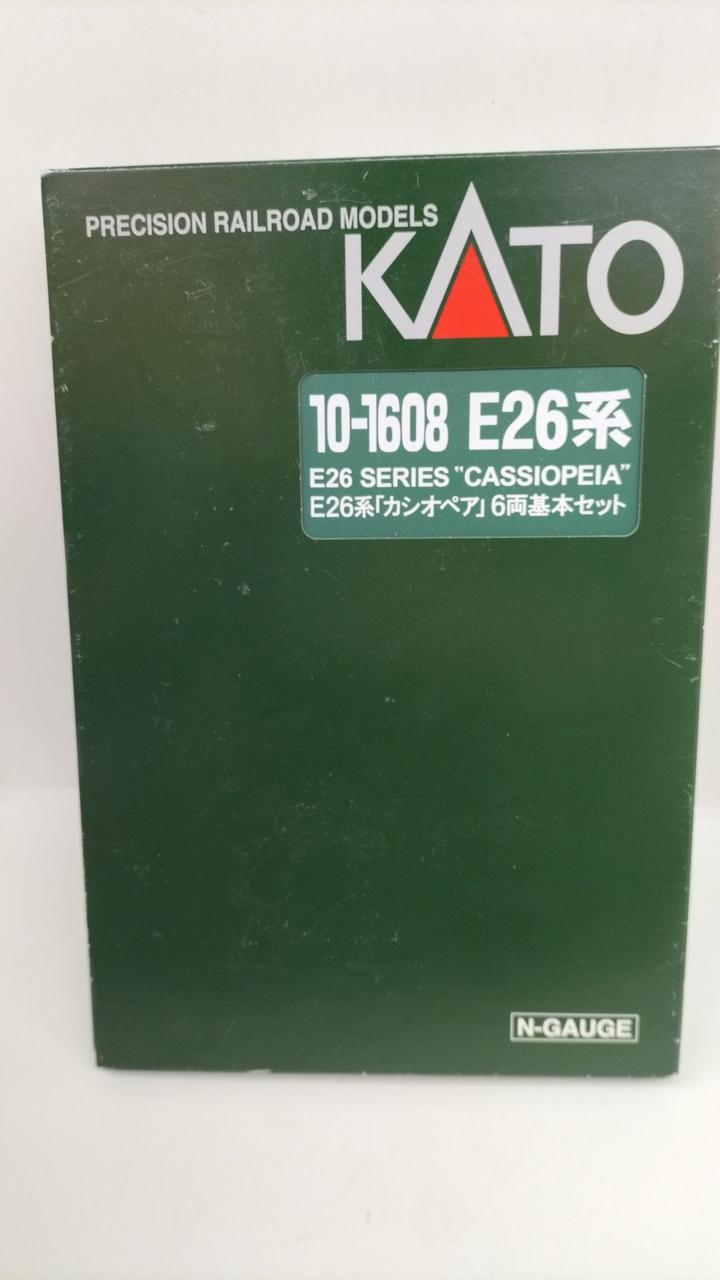 PRECISION RAILROAD MODELS
KATO
10-1608 E26系
E26 SERIES "CASSIOPEIA"
E26系「カシオペア」6両基本セット
N-GAUGE